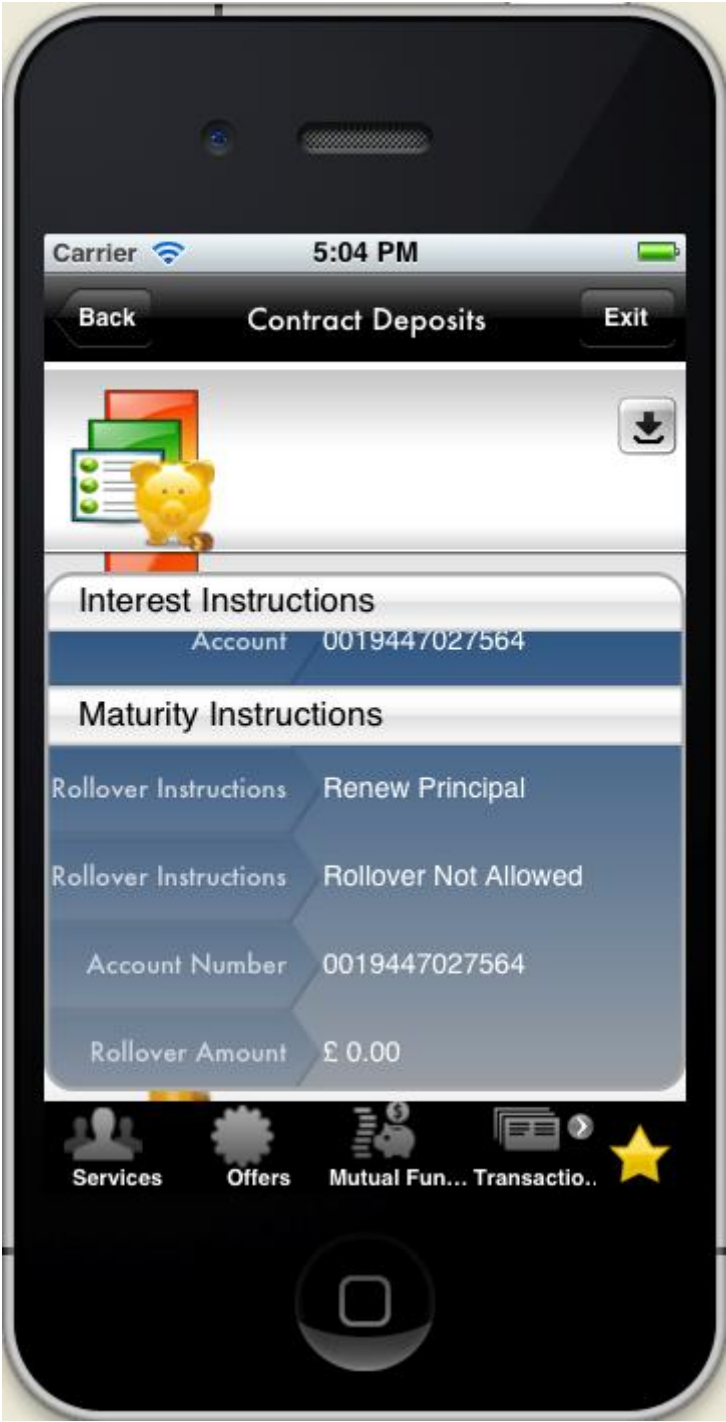 Carrier 5:04 PM
Back Contract Deposits Exit
Interest Instructions
Account 0019447027564
Maturity Instructions
Rollover Instructions Renew Principal
Rollover Instructions Rollover Not Allowed
Account Number 0019447027564
Rollover Amount £ 0.00
Services Offers Mutual Fun... Transactio..